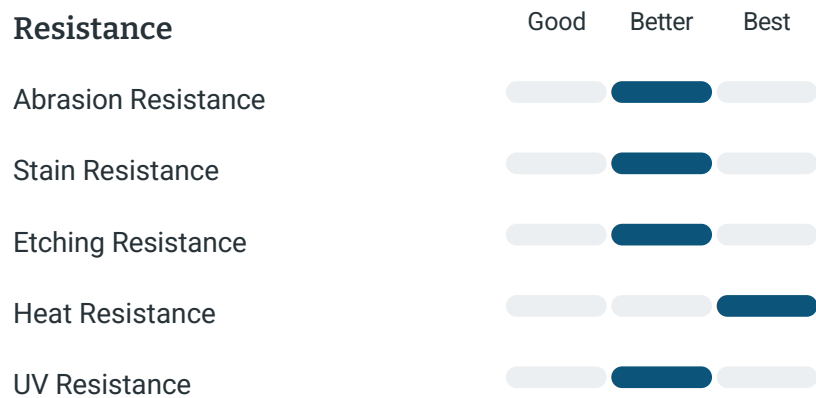 Resistance Good Better Best
Abrasion Resistance
Stain Resistance
Etching Resistance
Heat Resistance
UV Resistance